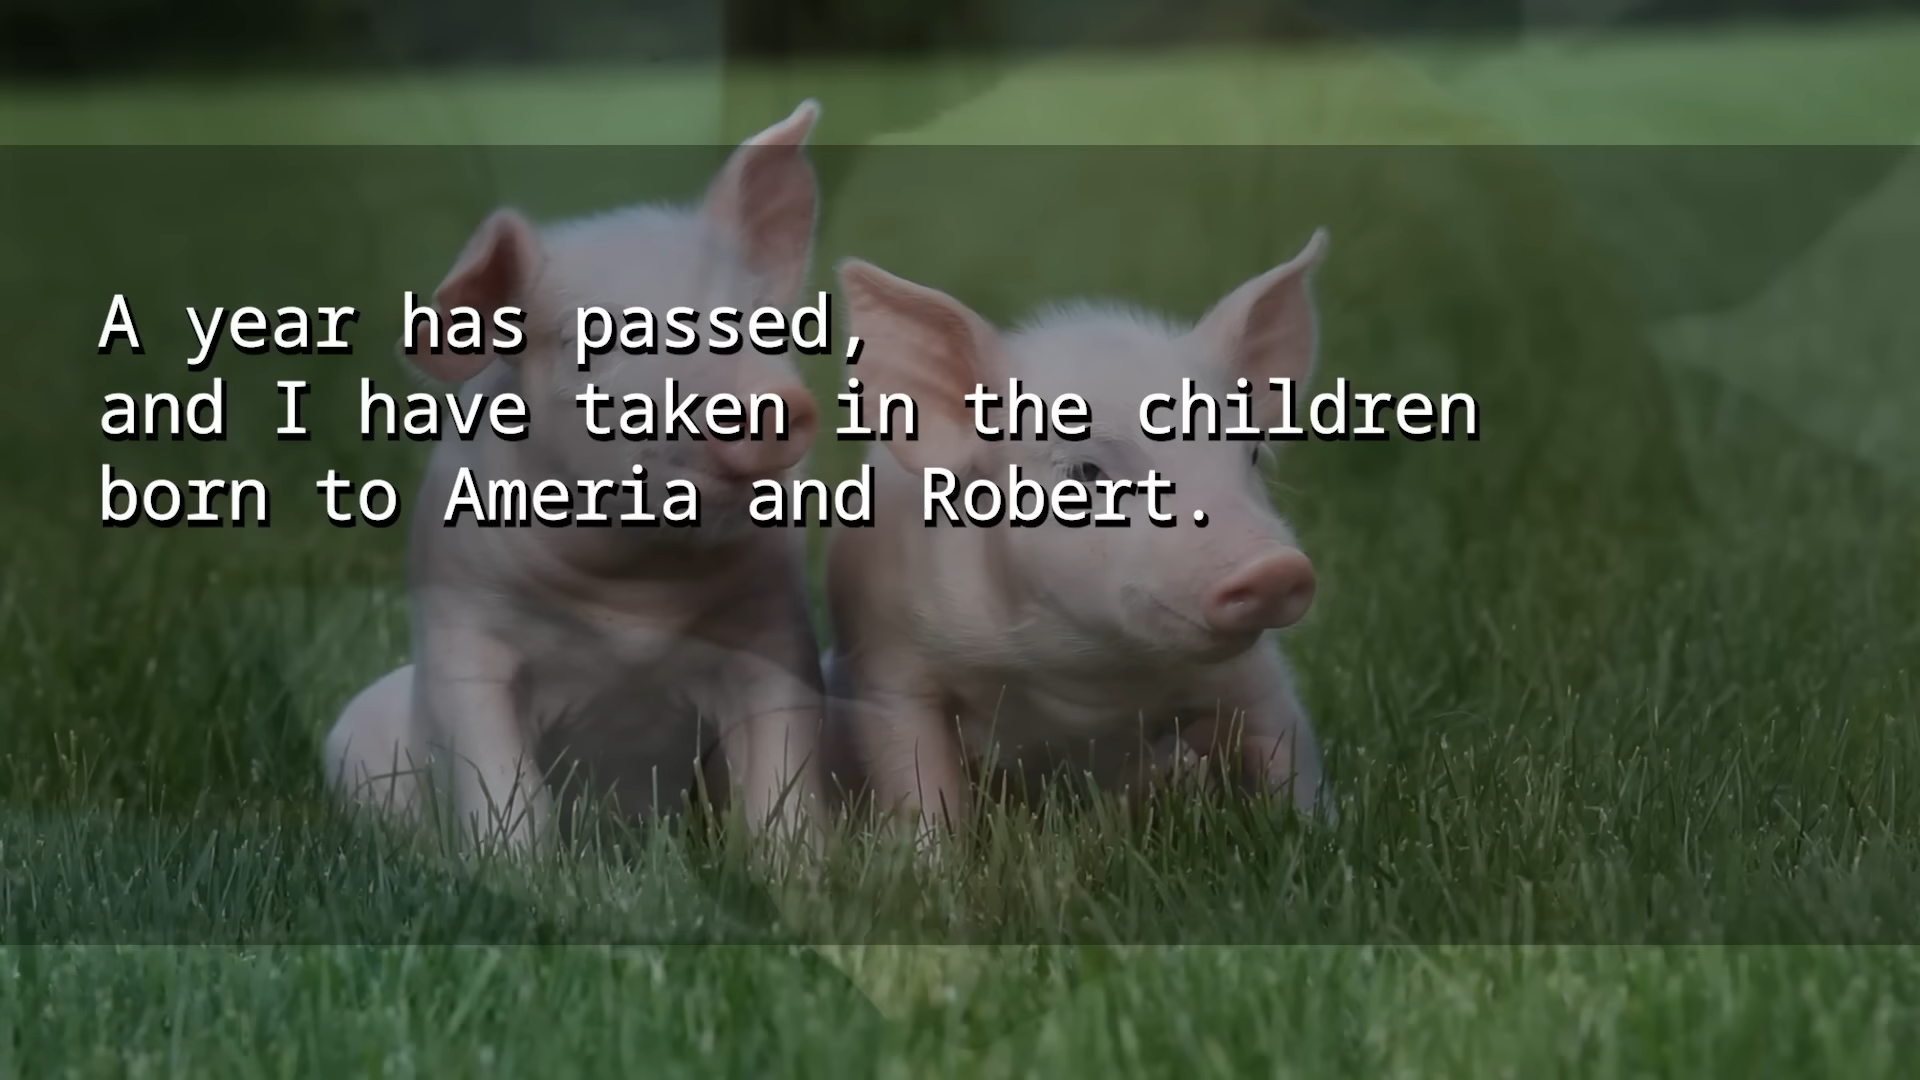 A year has passed,
and I have taken in the children
born to Ameria and Robert.